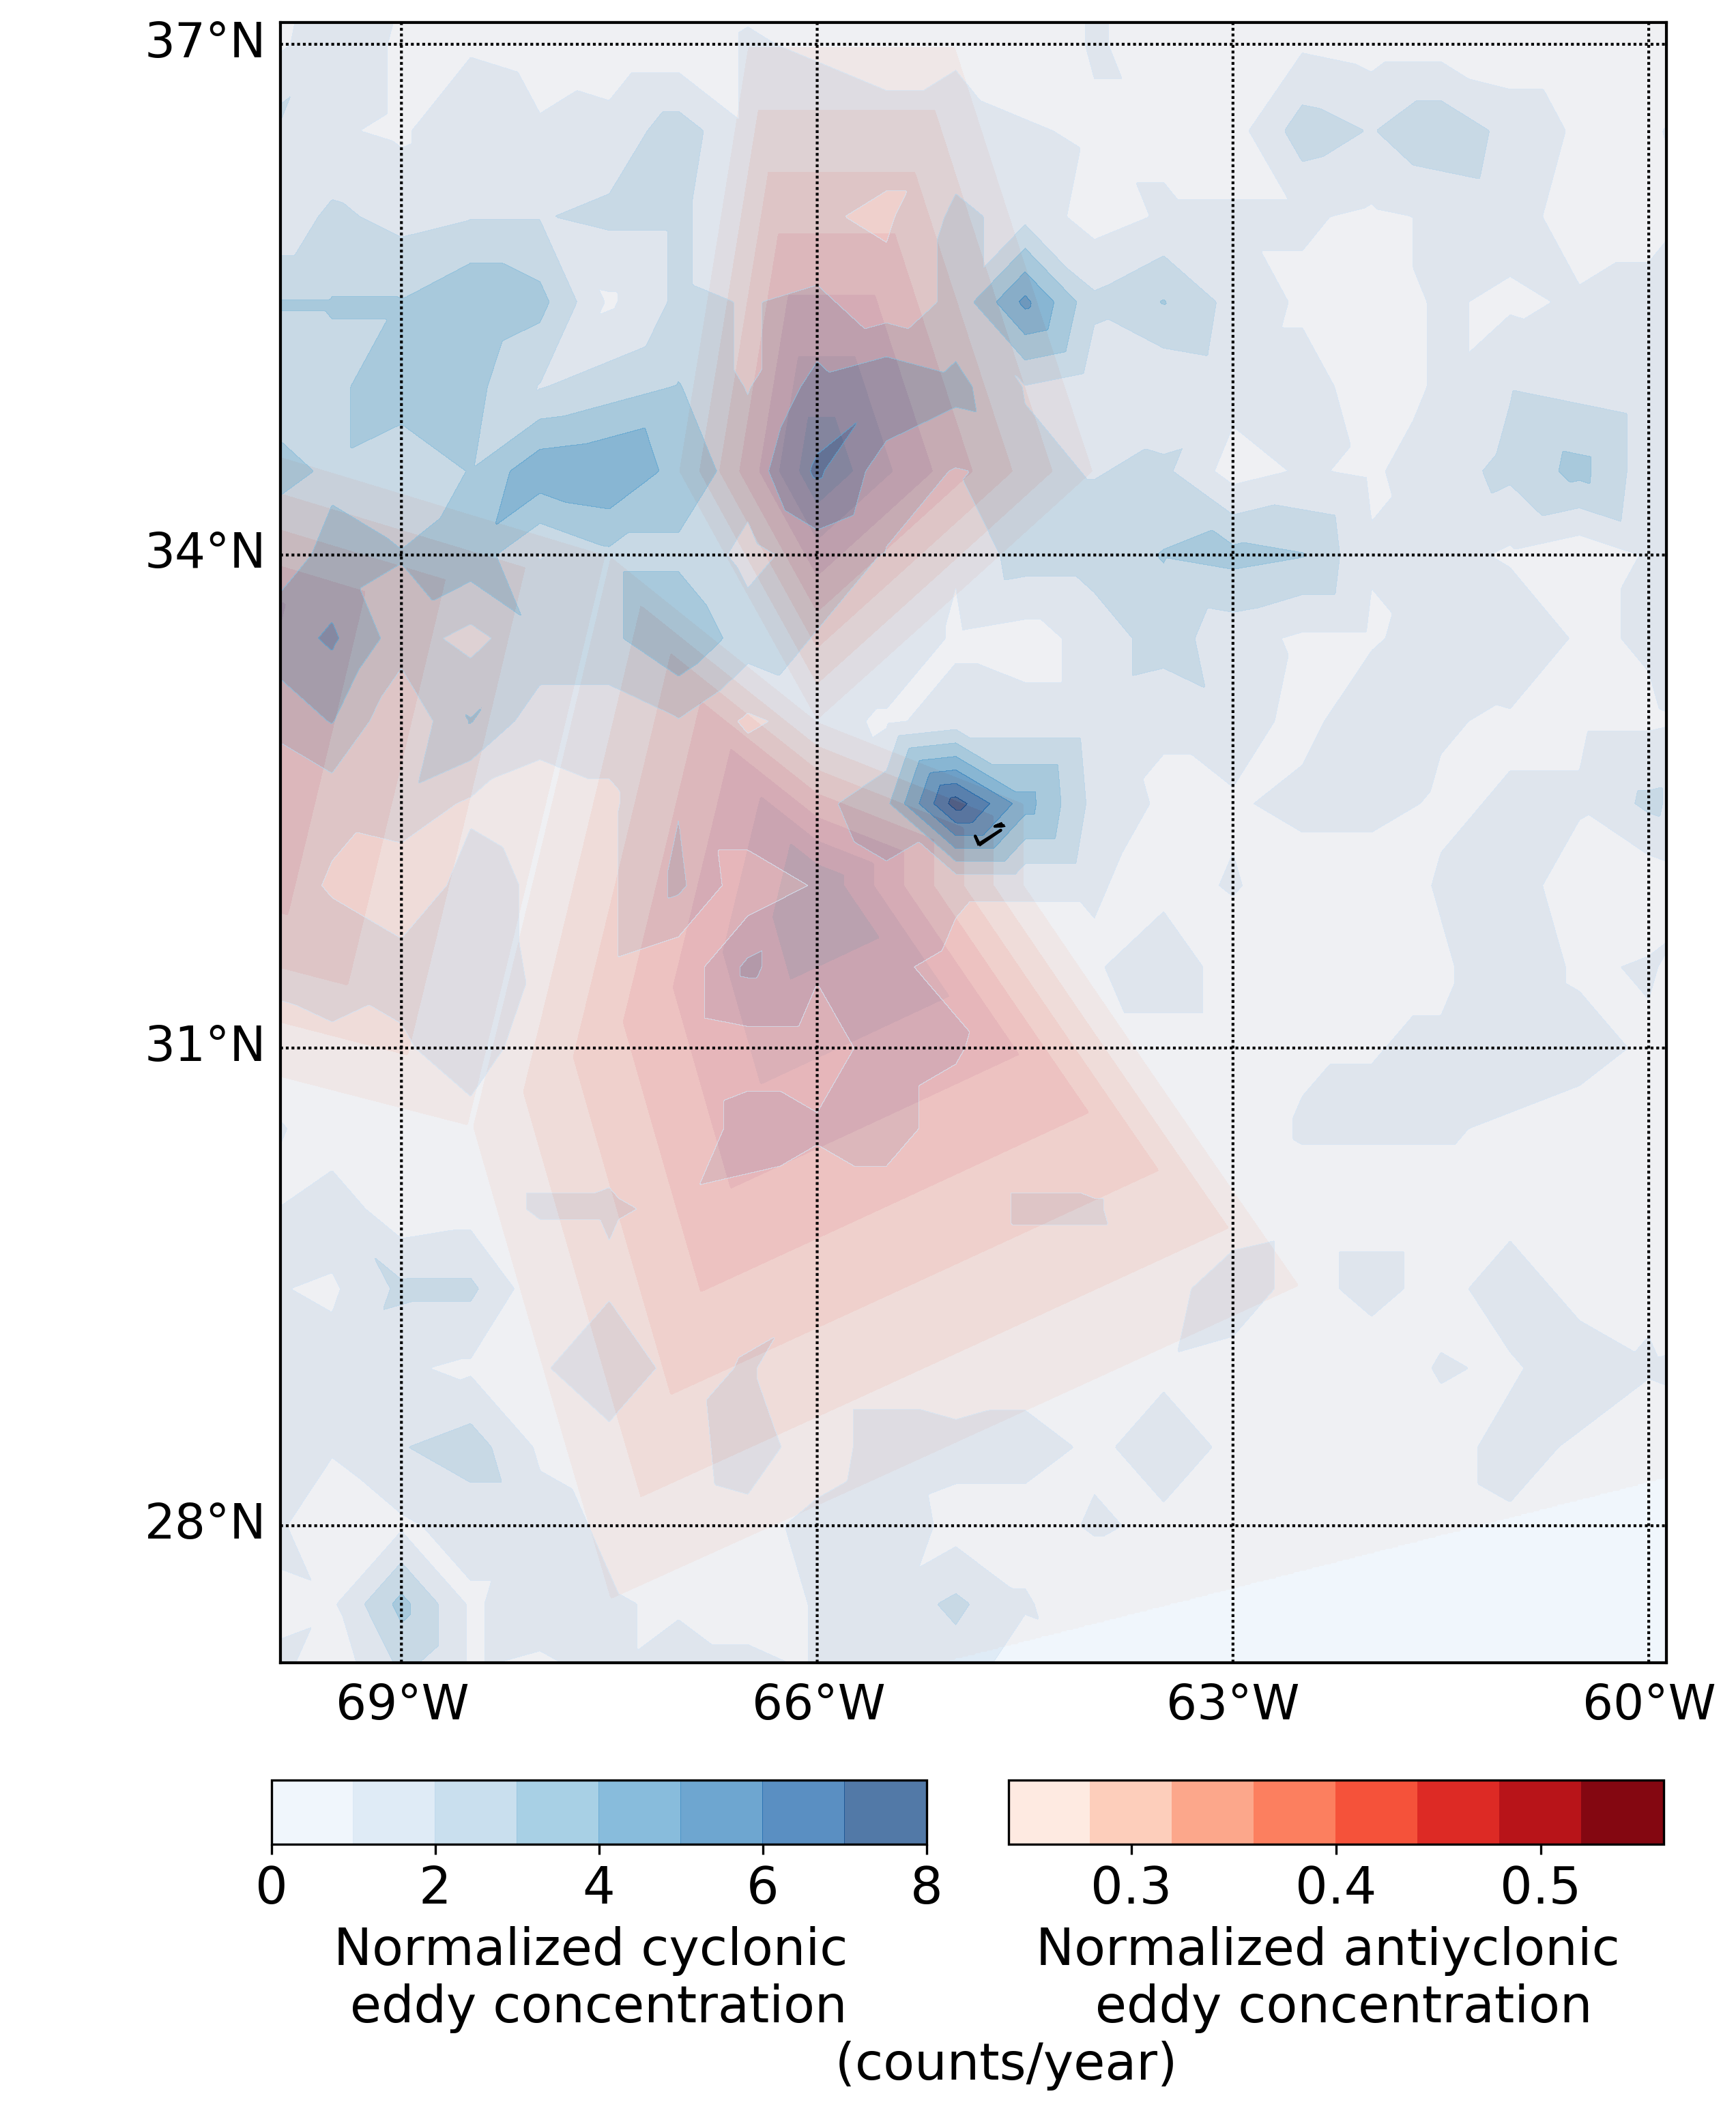 37°N
34°N
31°N
28°N
69°W 66°W 63°W 60°W
0 2 4 6 8
Normalized cyclonic
eddy concentration
0.3 0.4 0.5
Normalized antiyclonic
eddy concentration
(counts/year)